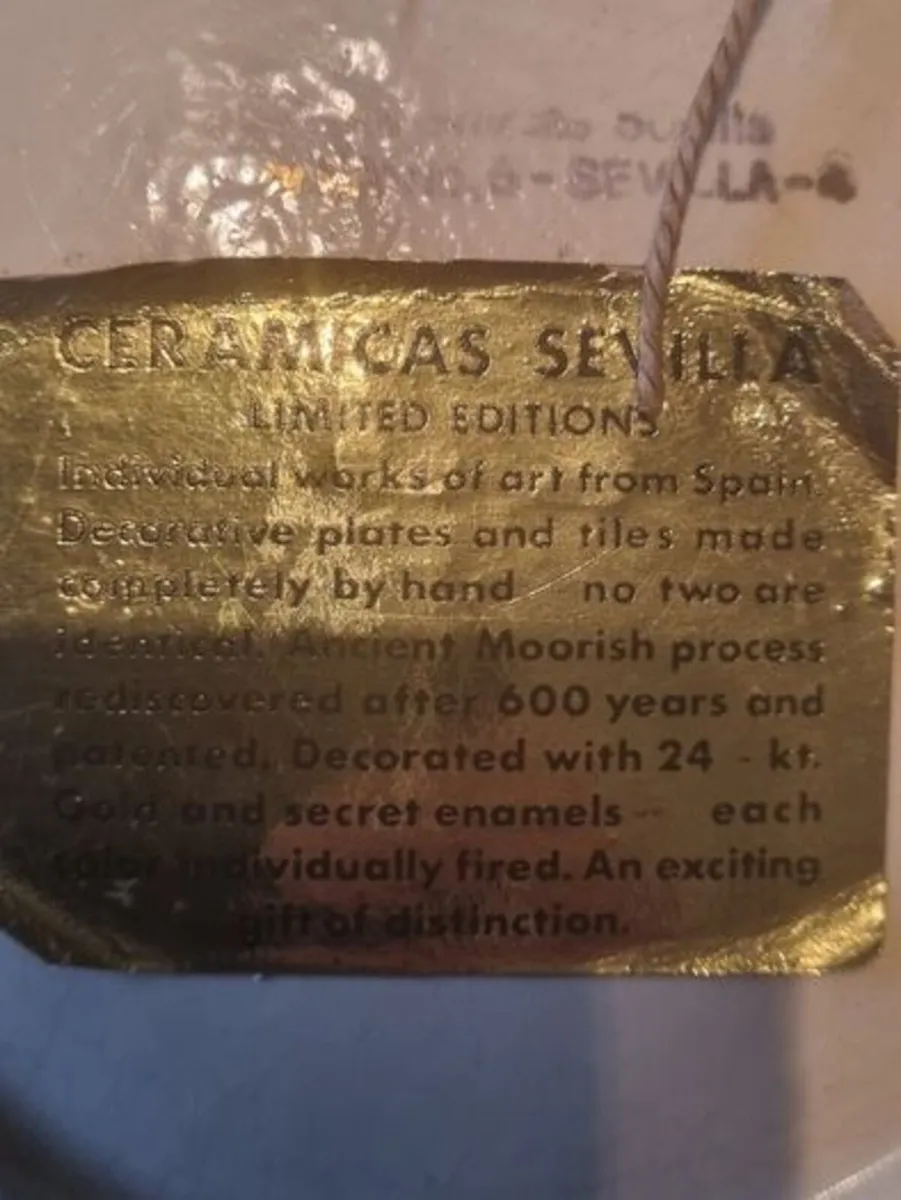 - SEVILLA -
CERAMICAS SEVILLA
LIMITED EDITIONS
Individual works of art from Spain.
Decorative plates and tiles made
completely by hand no two are
identical. Ancient Moorish process
rediscovered after 600 years and
patented. Decorated with 24 - kt.
Gold and secret enamels -- each
color individually fired. An exciting
gift of distinction.